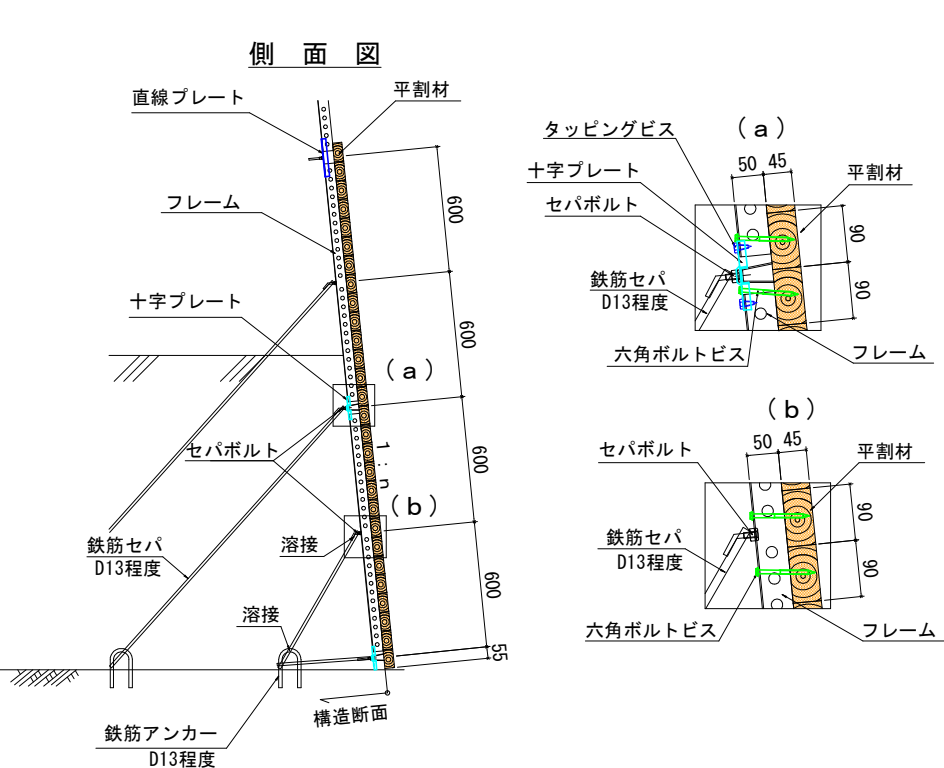 側面図
直線プレート
平割材
フレーム
十字プレート
600
600
600
600
55
(a)
1:n
(b)
セパボルト
鉄筋セパ
D13程度
溶接
溶接
鉄筋アンカー
D13程度
構造断面
(a)
タッピングビス
十字プレート
セパボルト
鉄筋セパ
D13程度
六角ボルトビス
50
45
平割材
90
90
フレーム
(b)
セパボルト
鉄筋セパ
D13程度
六角ボルトビス
50
45
平割材
90
90
フレーム